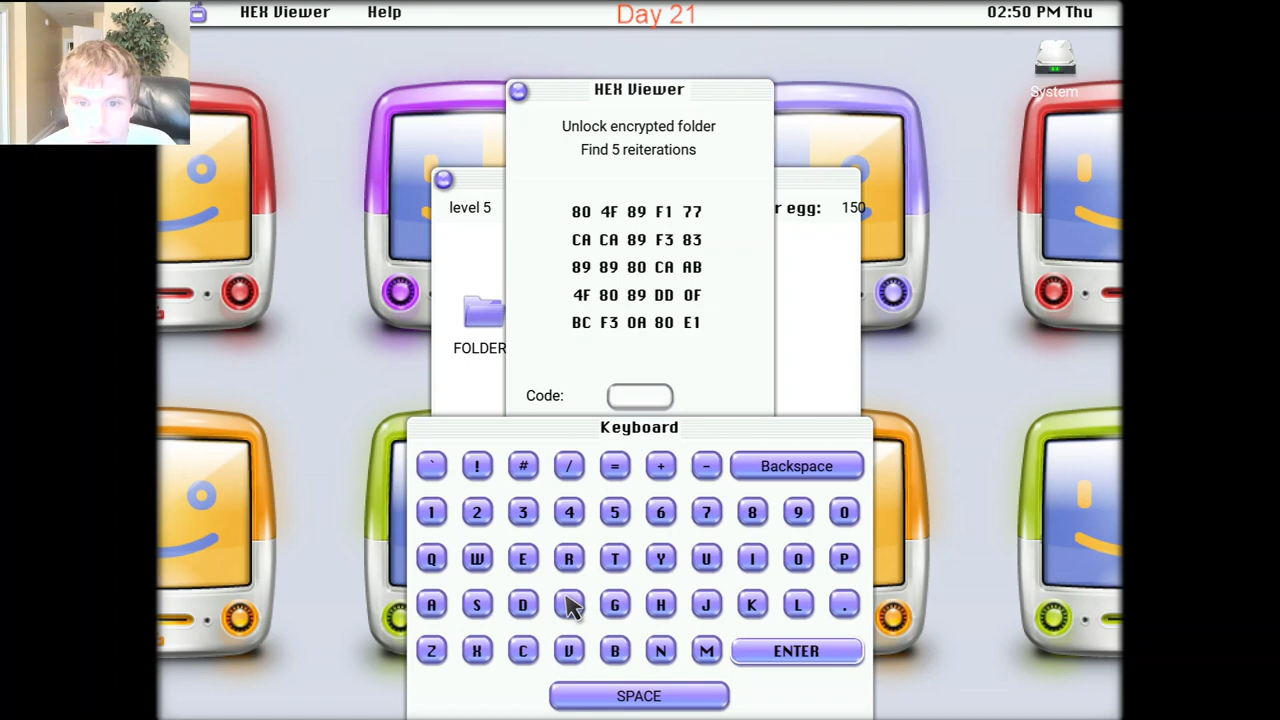 HEX Viewer Help Day 21 02:50 PM Thu
System
HEX Viewer
Unlock encrypted folder
Find 5 reiterations
level 5 r egg: 150
80 4F 89 F1 77
CA CA 89 F3 83
89 89 80 CA AB
4F 80 89 DD 0F
BC F3 0A 80 E1
FOLDER
Code:
Keyboard
` ! # / = + - Backspace
1 2 3 4 5 6 7 8 9 0
Q W E R T Y U I O P
A S D G H J K L .
Z X C V B N M ENTER
SPACE